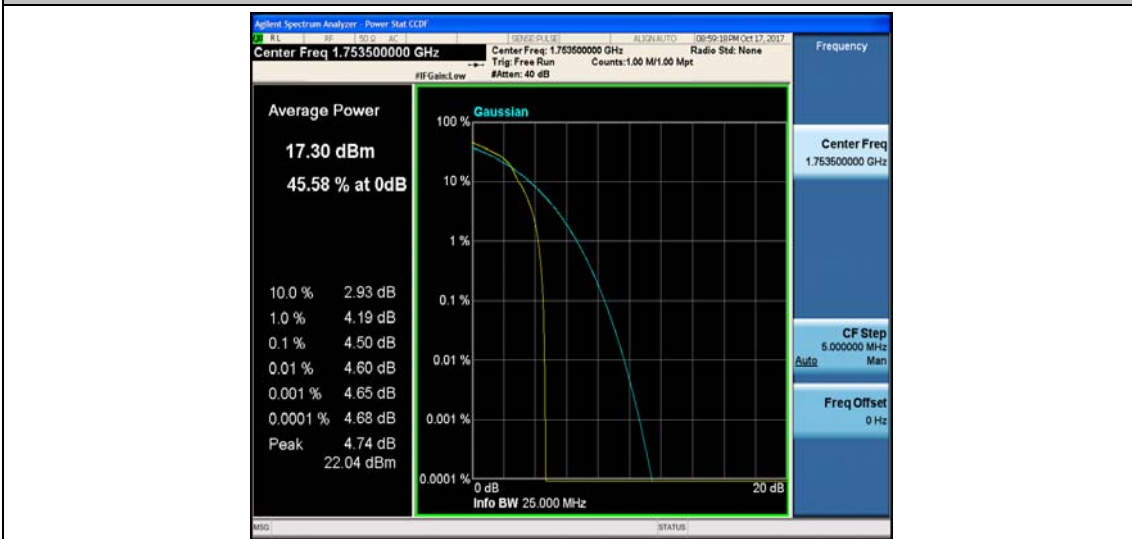 Agilent Spectrum Analyzer - Power Stat CCDF
RL RF 50 Ω AC SENSE:PULSE ALIGN AUTO 08:59:18 PM Oct 17, 2017
Center Freq 1.753500000 GHz
Center Freq: 1.753500000 GHz Radio Std: None
Trig: Free Run Counts:1.00 M/1.00 Mpt
#IFGain:Low #Atten: 40 dB
Frequency
Average Power
17.30 dBm
45.58 % at 0dB
10.0 % 2.93 dB
1.0 % 4.19 dB
0.1 % 4.50 dB
0.01 % 4.60 dB
0.001 % 4.65 dB
0.0001 % 4.68 dB
Peak 4.74 dB
22.04 dBm
Gaussian
100 %
10 %
1 %
0.1 %
0.01 %
0.001 %
0.0001 %
0 dB 20 dB
Info BW 25.000 MHz
Center Freq
1.753500000 GHz
CF Step
5.000000 MHz
Auto Man
Freq Offset
0 Hz
MSG STATUS